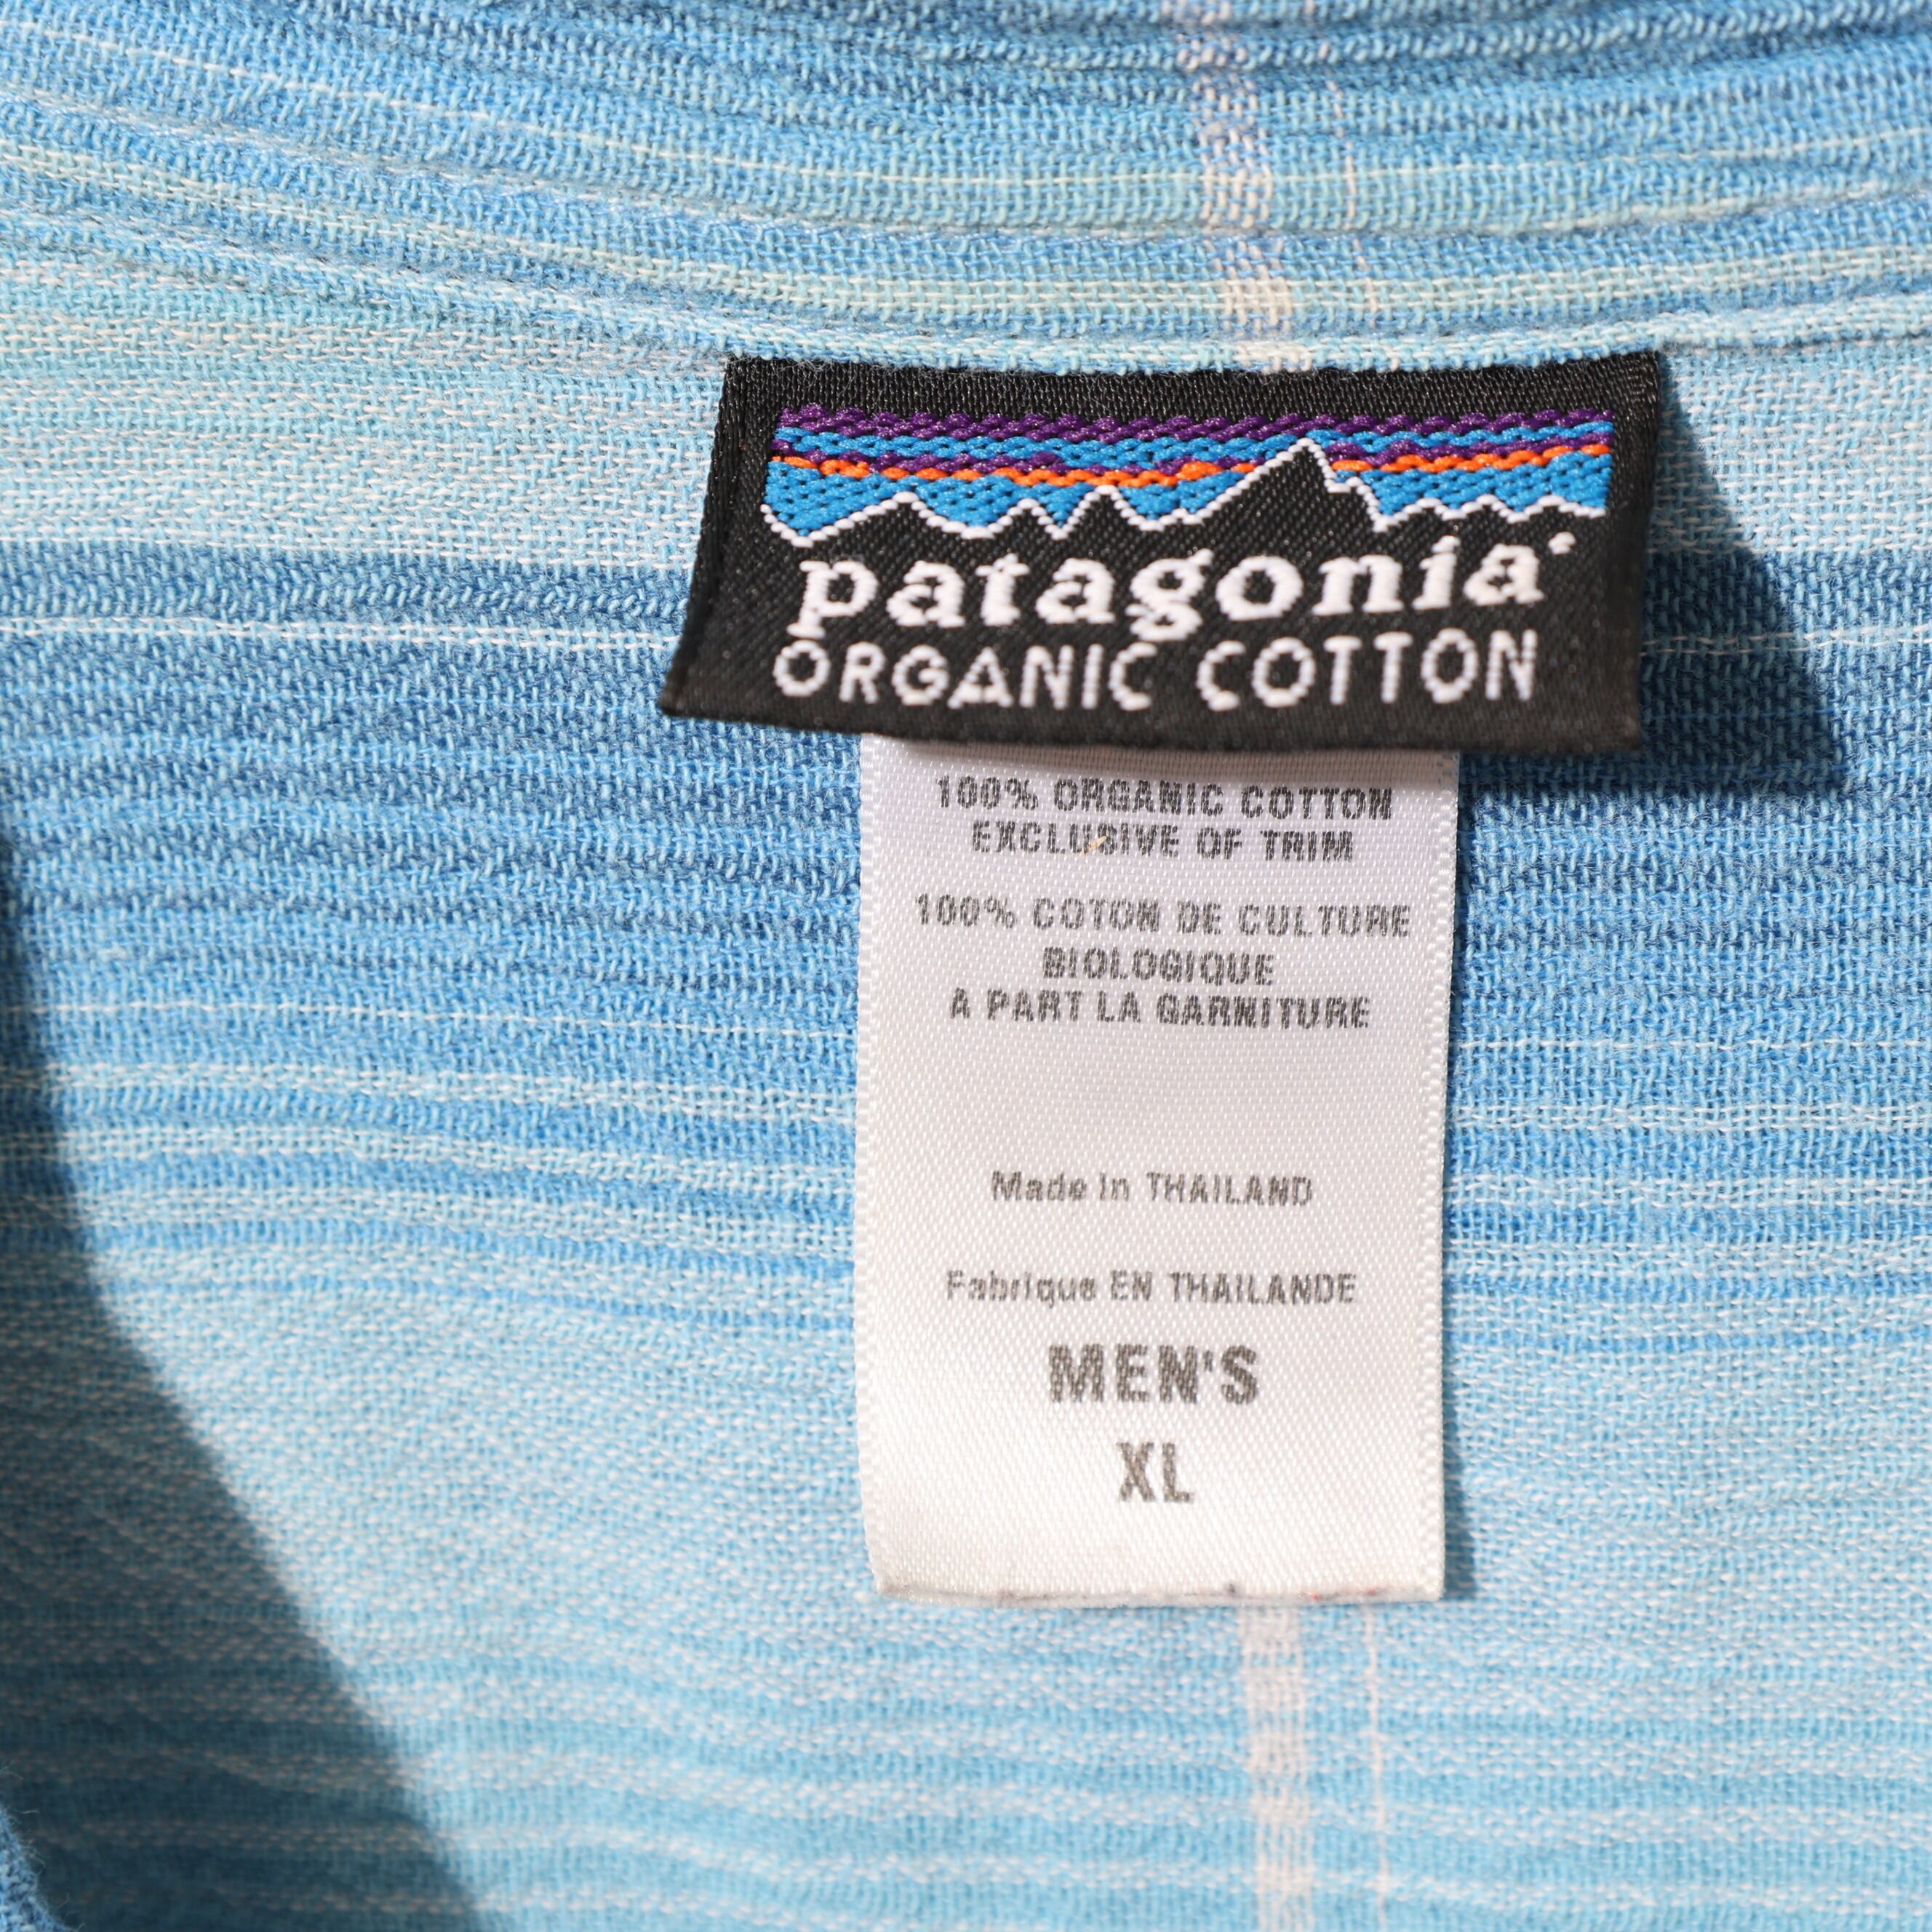 patagonia®
ORGANIC COTTON
100% ORGANIC COTTON
EXCLUSIVE OF TRIM
100% COTON DE CULTURE
BIOLOGIQUE
A PART LA GARNITURE
Made in THAILAND
Fabrique EN THAILANDE
MEN'S
XL